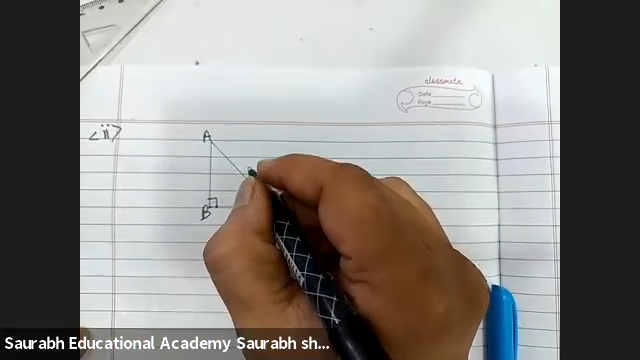 classmate
Date
Page
<ii>
A
B
Saurabh Educational Academy Saurabh sh...